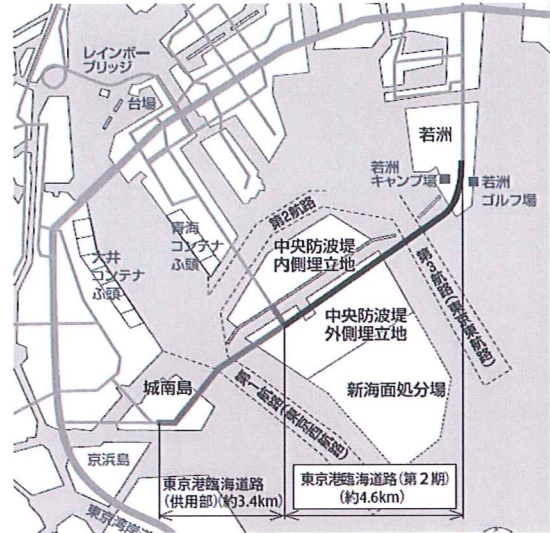 レインボー
ブリッジ
台場
若洲
若洲
キャンプ場
若洲
ゴルフ場
青海
コンテナ
ふ頭
第2航路
中央防波堤
内側埋立地
大井
コンテナ
ふ頭
第3航路(東京東航路)
中央防波堤
外側埋立地
城南島
新海面処分場
第1航路(東京西航路)
京浜島
東京港臨海道路
(供用部)(約3.4km)
東京港臨海道路(第2期)
(約4.6km)
東京湾岸道